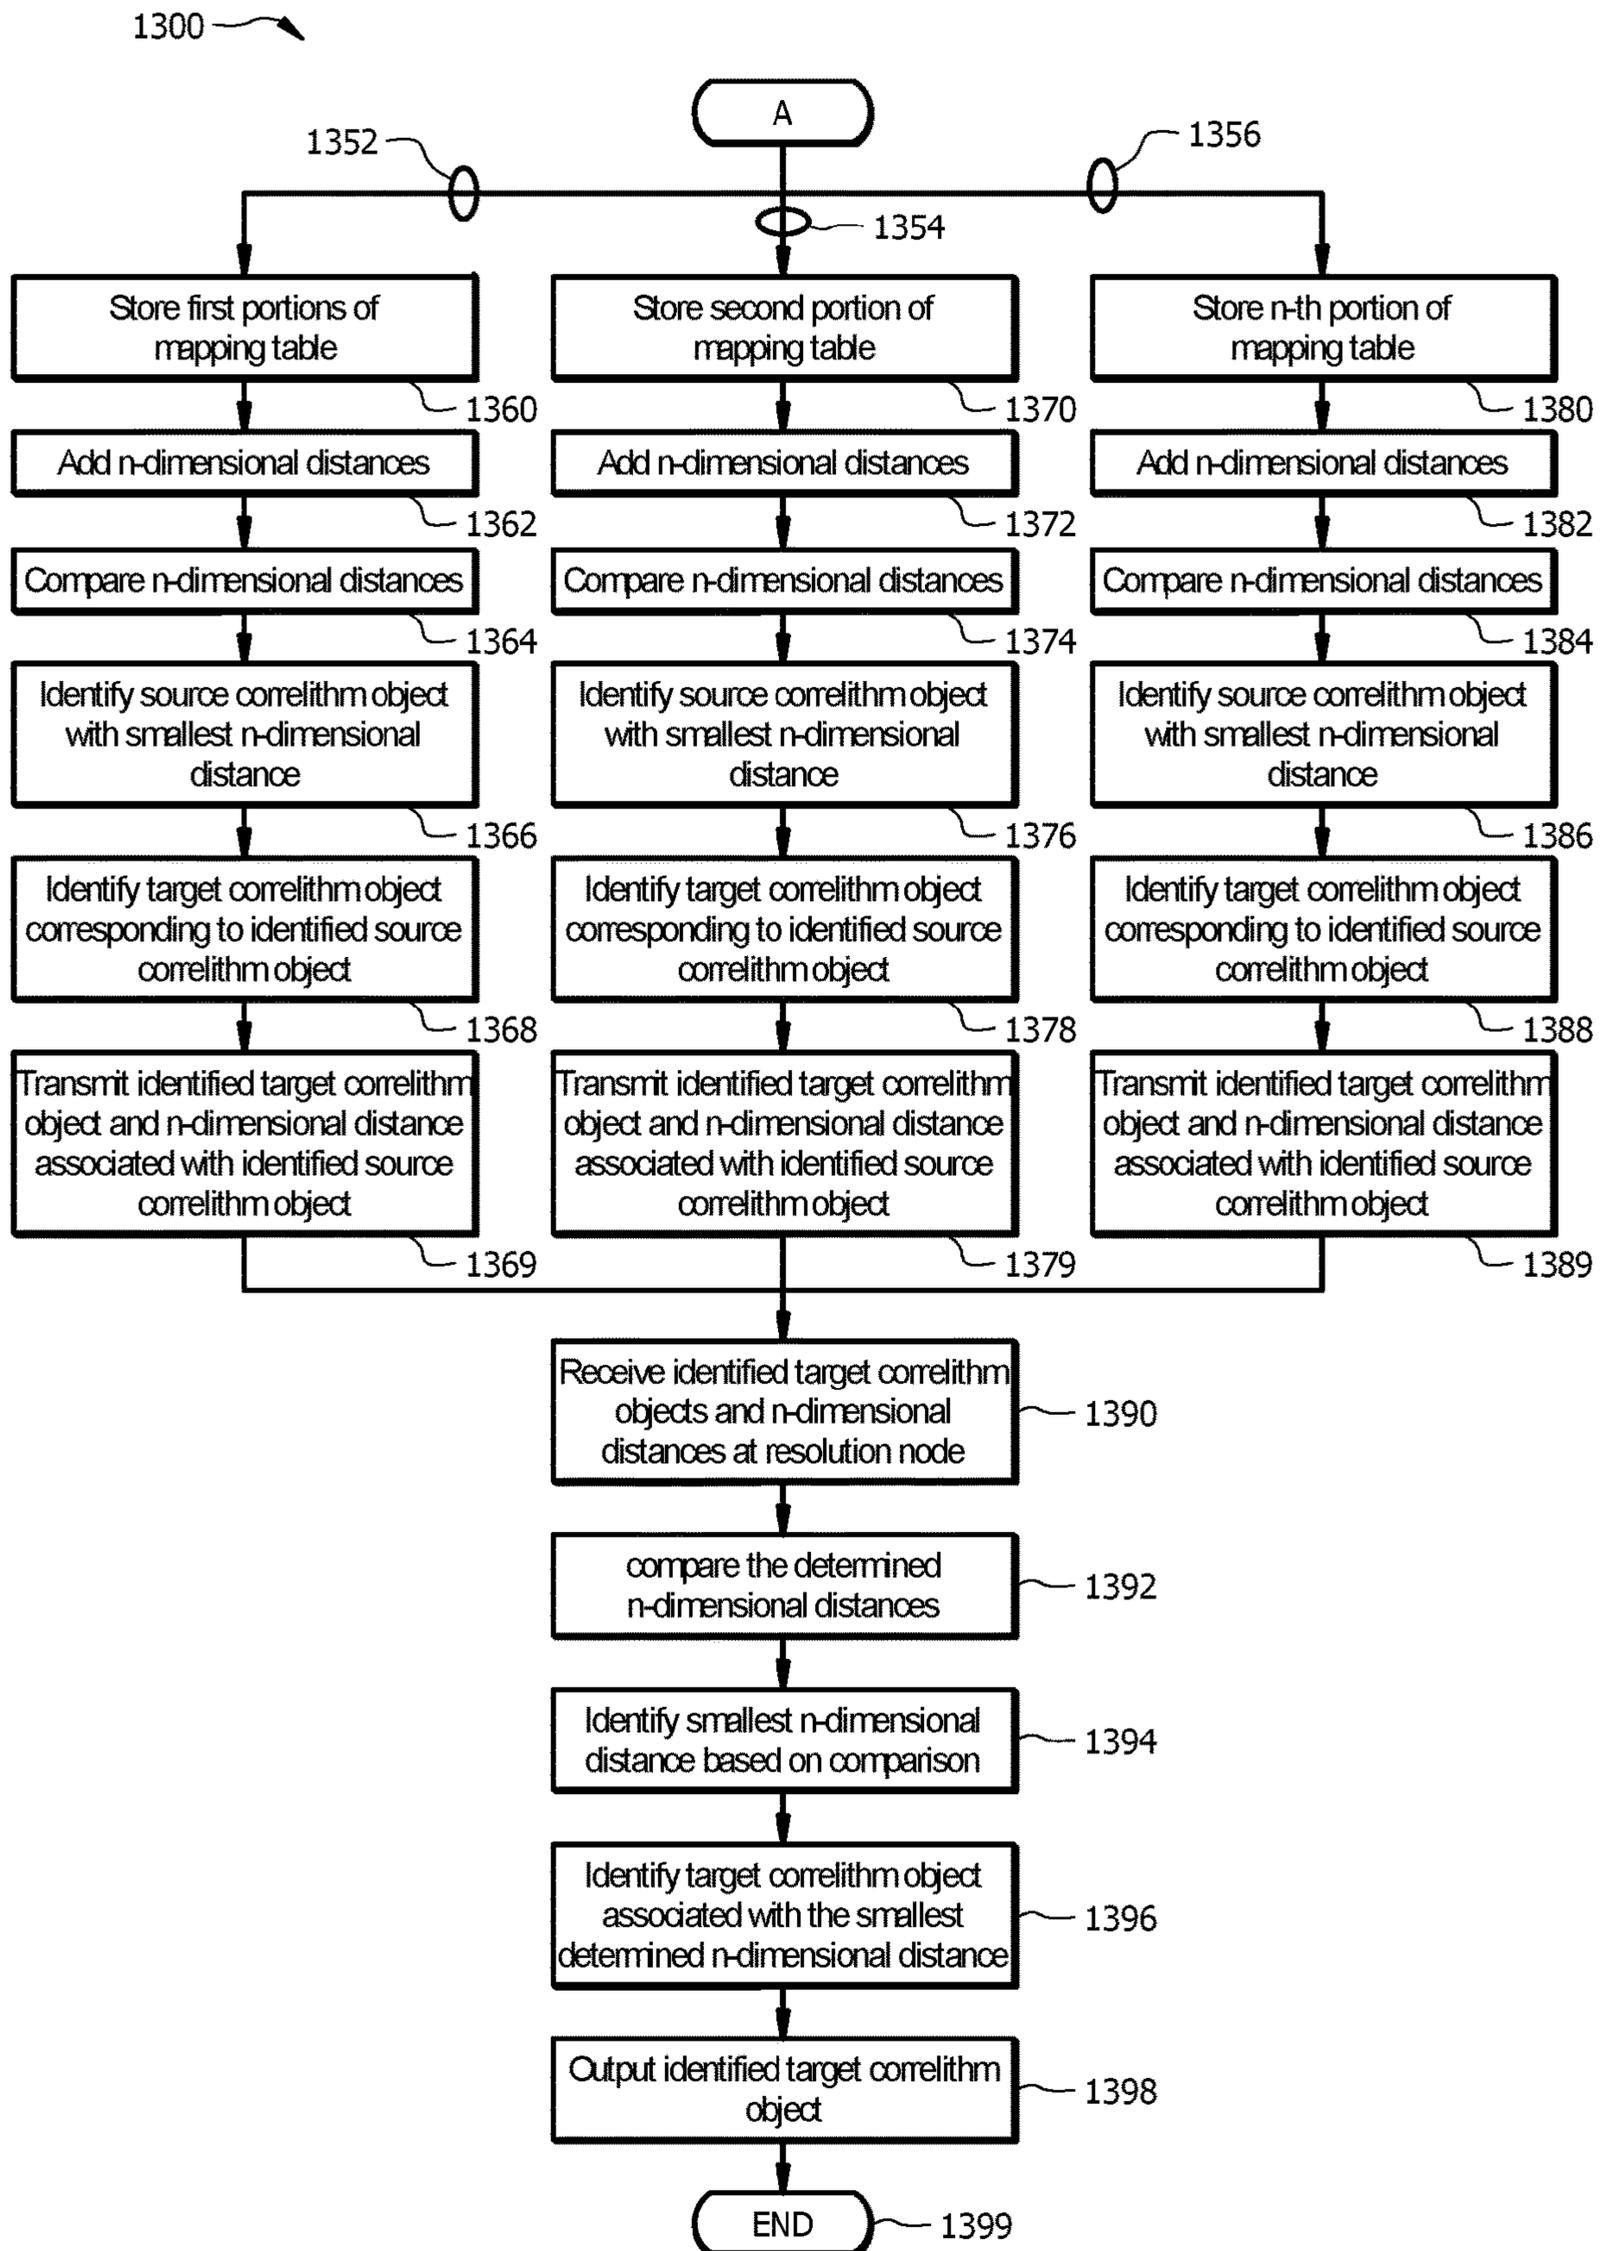 1300
A
1352
1356
1354
Store first portions of
mapping table
1360
Store second portion of
mapping table
1370
Store n-th portion of
mapping table
1380
Add n-dimensional distances
1362
Add n-dimensional distances
1372
Add n-dimensional distances
1382
Compare n-dimensional distances
1364
Compare n-dimensional distances
1374
Compare n-dimensional distances
1384
Identify source correlithm object
with smallest n-dimensional
distance
1366
Identify source correlithm object
with smallest n-dimensional
distance
1376
Identify source correlithm object
with smallest n-dimensional
distance
1386
Identify target correlithm object
corresponding to identified source
correlithm object
1368
Identify target correlithm object
corresponding to identified source
correlithm object
1378
Identify target correlithm object
corresponding to identified source
correlithm object
1388
Transmit identified target correlithm
object and n-dimensional distance
associated with identified source
correlithm object
1369
Transmit identified target correlithm
object and n-dimensional distance
associated with identified source
correlithm object
1379
Transmit identified target correlithm
object and n-dimensional distance
associated with identified source
correlithm object
1389
Receive identified target correlithm
objects and n-dimensional
distances at resolution node
1390
compare the determined
n-dimensional distances
1392
Identify smallest n-dimensional
distance based on comparison
1394
Identify target correlithm object
associated with the smallest
determined n-dimensional distance
1396
Output identified target correlithm
object
1398
END
1399